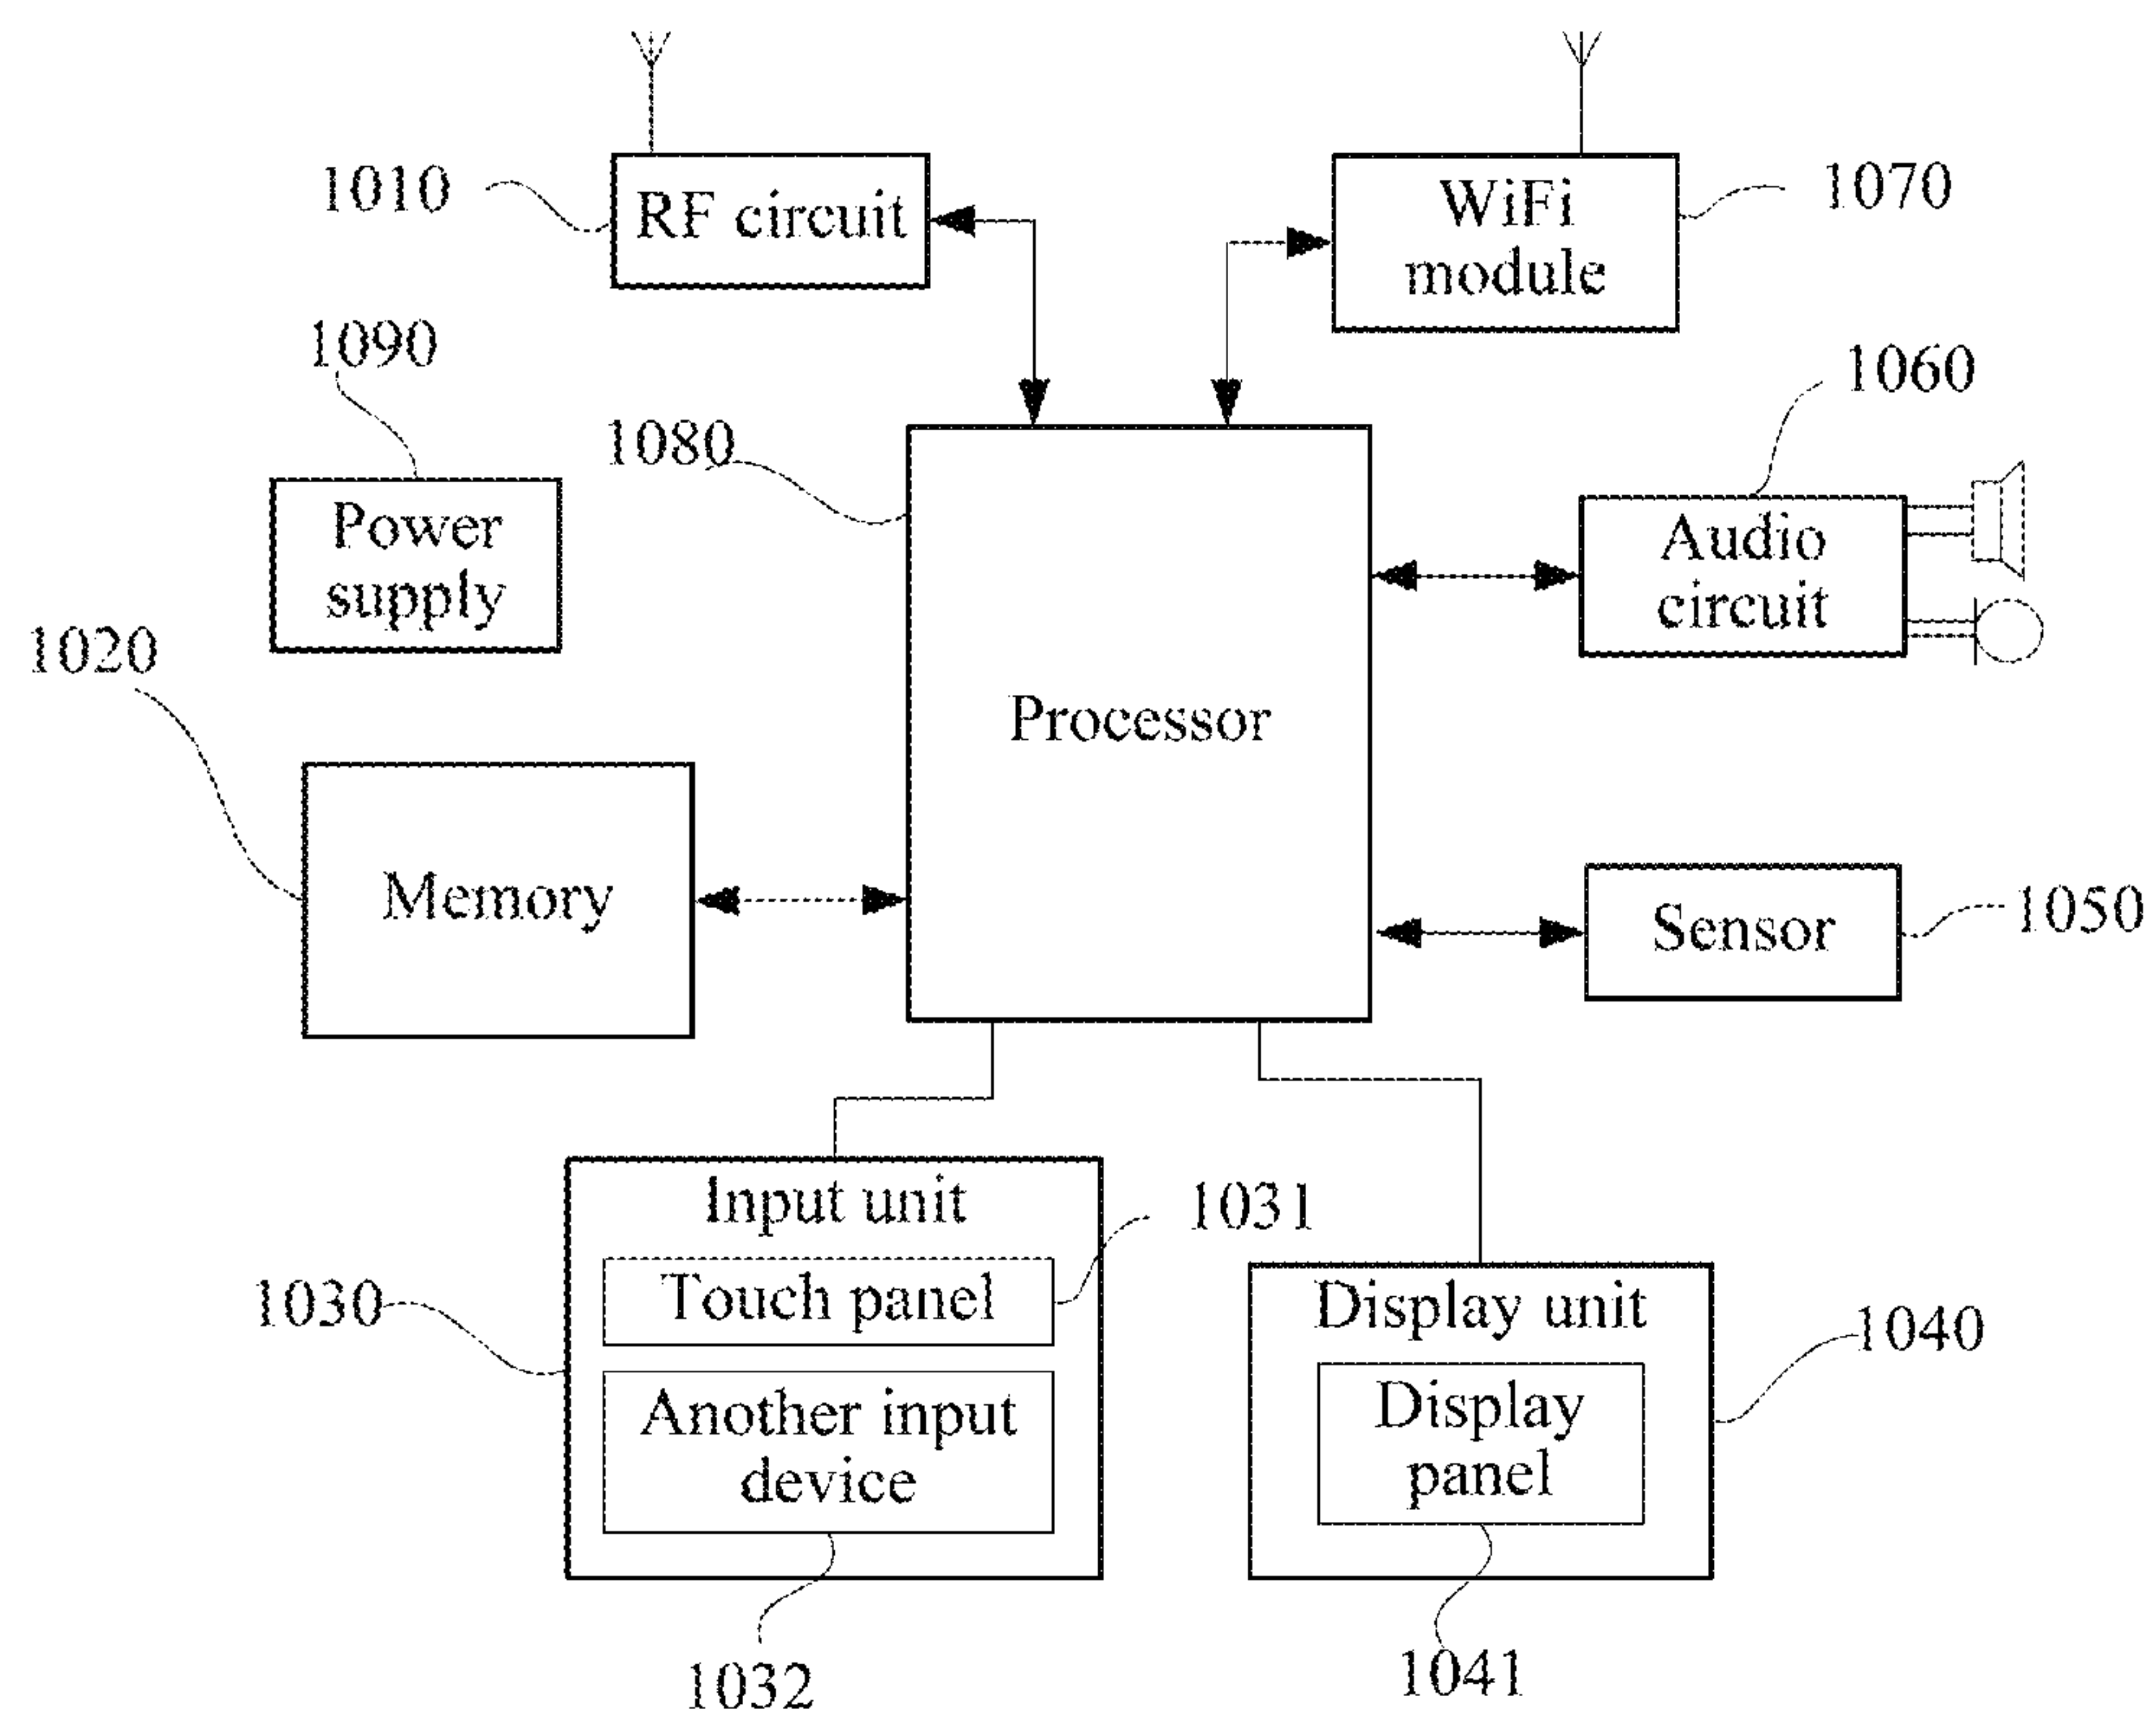 1010
RF circuit
WiFi
module
1070
1090
Power
supply
1080
Processor
1060
Audio
circuit
1020
Memory
Sensor
1050
Input unit
1031
Touch panel
1030
Another input
device
1032
Display unit
1040
Display
panel
1041